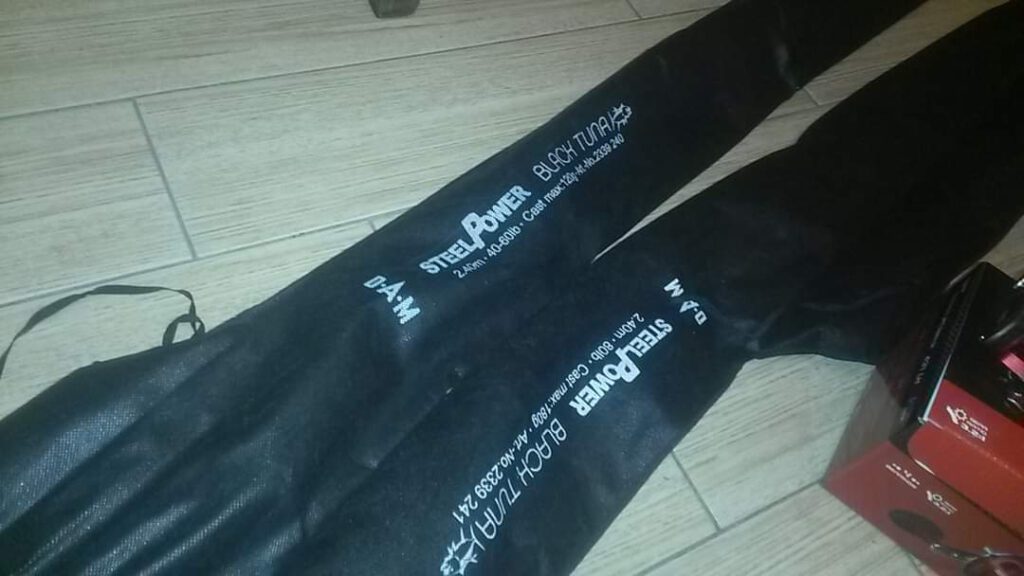 D·A·M
STEELPOWER BLACK TUNA
2.40m · 40-60lb · Cast max:120g · Art-No.2339 240
D·A·M
STEELPOWER BLACK TUNA
2.40m · 60lb · Cast max:180g · Art-No.2339 241